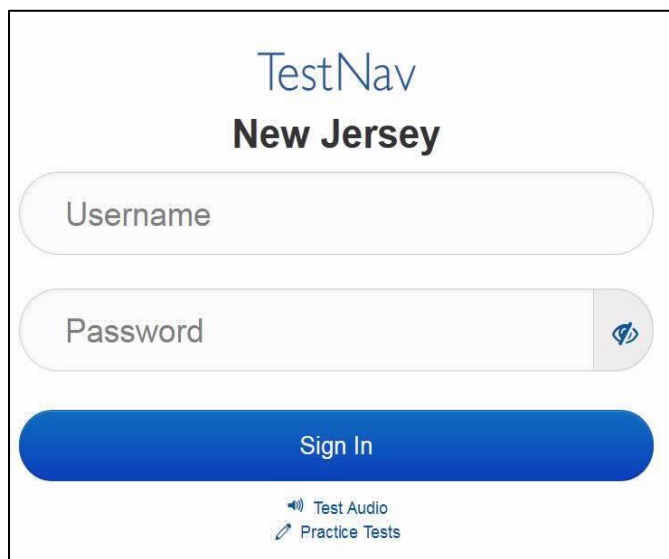 TestNav
New Jersey
Username
Password
Sign In
Test Audio
Practice Tests